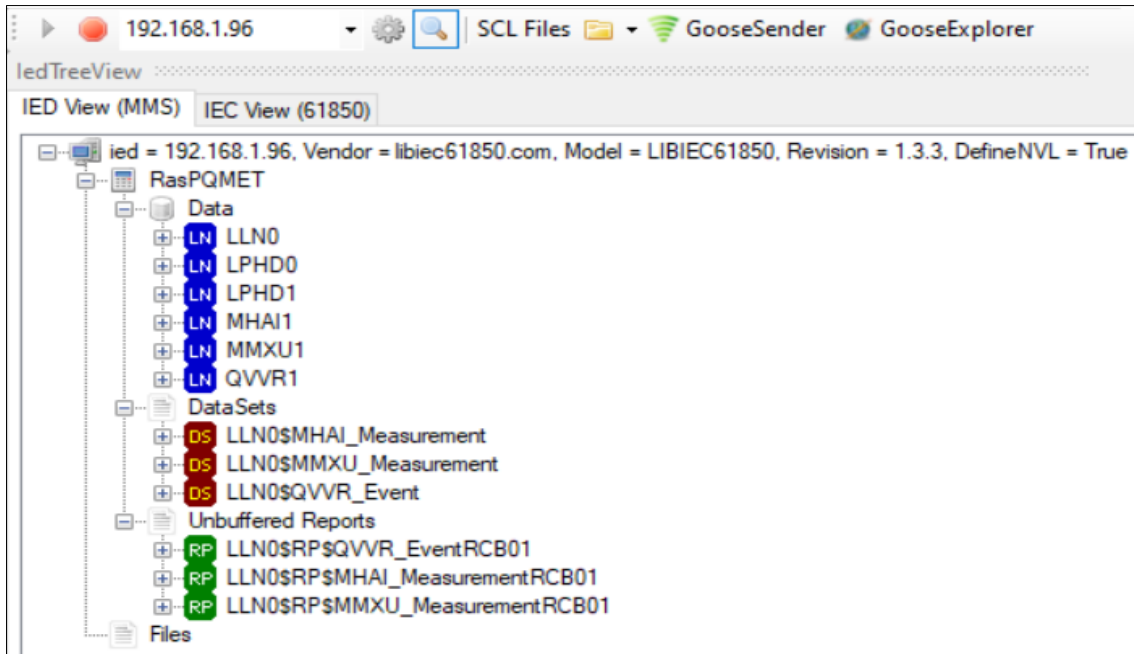 192.168.1.96 SCL Files GooseSender GooseExplorer
IedTreeView
IED View (MMS) IEC View (61850)
ied = 192.168.1.96, Vendor = libiec61850.com, Model = LIBIEC61850, Revision = 1.3.3, DefineNVL = True
RasPQMET
Data
LN LLN0
LN LPHD0
LN LPHD1
LN MHAI1
LN MMXU1
LN QVVR1
DataSets
DS LLN0$MHAI_Measurement
DS LLN0$MMXU_Measurement
DS LLN0$QVVR_Event
Unbuffered Reports
RP LLN0$RP$QVVR_EventRCB01
RP LLN0$RP$MHAI_MeasurementRCB01
RP LLN0$RP$MMXU_MeasurementRCB01
Files